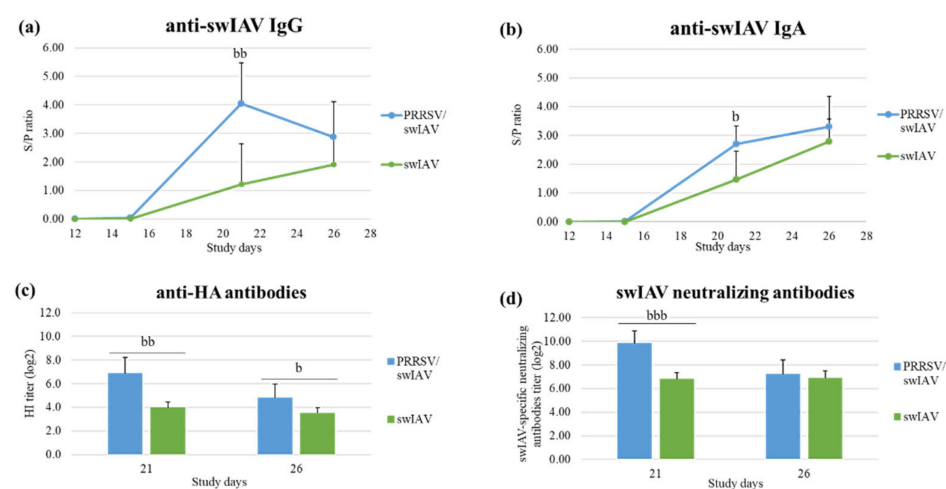 (a)
anti-swIAV IgG
6.00
5.00
4.00
3.00
2.00
1.00
0.00
S/P ratio
bb
12 14 16 18 20 22 24 26 28
Study days
PRRSV/
swIAV
swIAV
(b)
anti-swIAV IgA
6.00
5.00
4.00
3.00
2.00
1.00
0.00
S/P ratio
b
12 14 16 18 20 22 24 26 28
Study days
PRRSV/
swIAV
swIAV
(c)
anti-HA antibodies
12.0
10.0
8.0
6.0
4.0
2.0
0.0
HI titer (log2)
bb
b
21 26
Study days
PRRSV/
swIAV
swIAV
(d)
swIAV neutralizing antibodies
12.00
10.00
8.00
6.00
4.00
2.00
0.00
swIAV-specific neutralizing
antibodies titer (log2)
bbb
21 26
Study days
PRRSV/
swIAV
swIAV